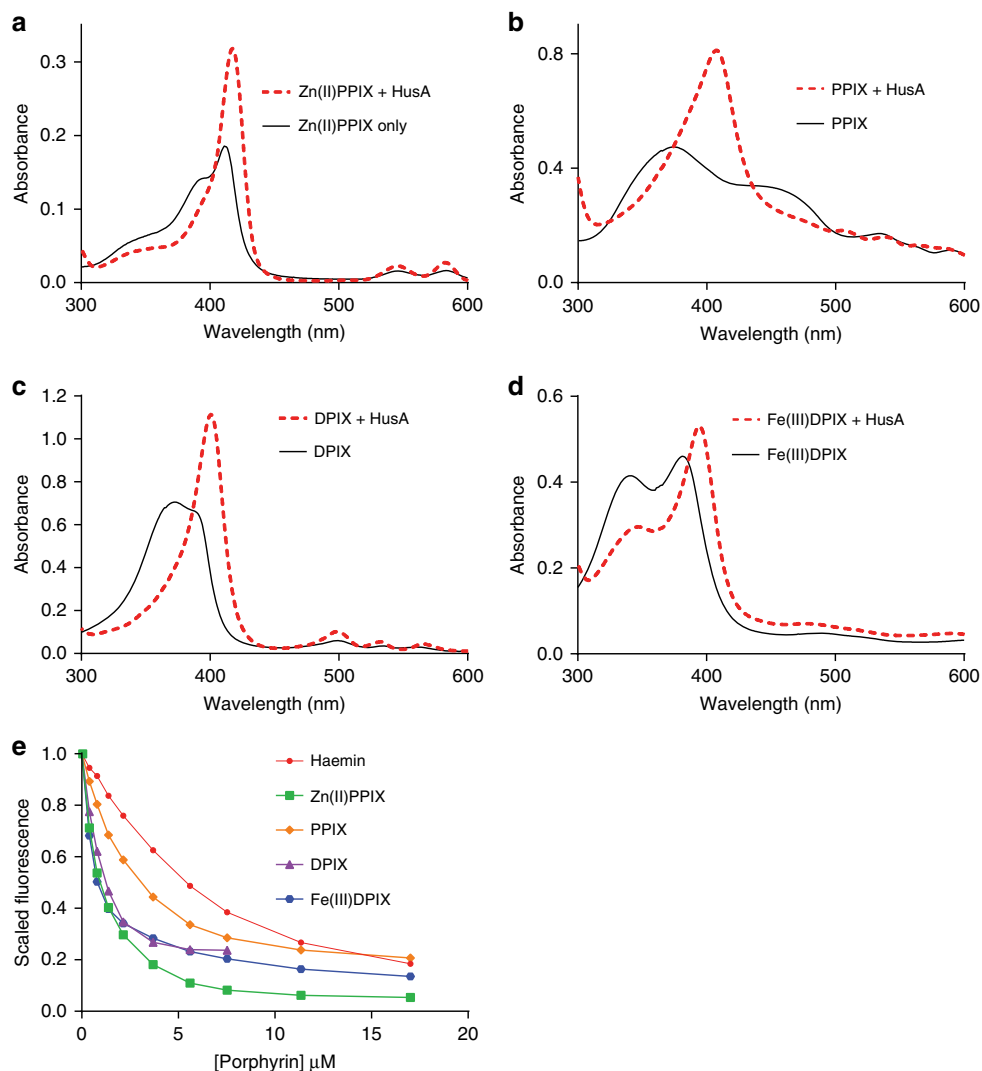 a
0.3
0.2
0.1
0.0
Absorbance
Zn(II)PPIX + HusA
Zn(II)PPIX only
300 400 500 600
Wavelength (nm)
b
0.8
0.4
0.0
Absorbance
PPIX + HusA
PPIX
300 400 500 600
Wavelength (nm)
c
1.2
1.0
0.8
0.6
0.4
0.2
0.0
Absorbance
DPIX + HusA
DPIX
300 400 500 600
Wavelength (nm)
d
0.6
0.4
0.2
0.0
Absorbance
Fe(III)DPIX + HusA
Fe(III)DPIX
300 400 500 600
Wavelength (nm)
e
1.0
0.8
0.6
0.4
0.2
0.0
Scaled fluorescence
Haemin
Zn(II)PPIX
PPIX
DPIX
Fe(III)DPIX
0 5 10 15 20
[Porphyrin] μM